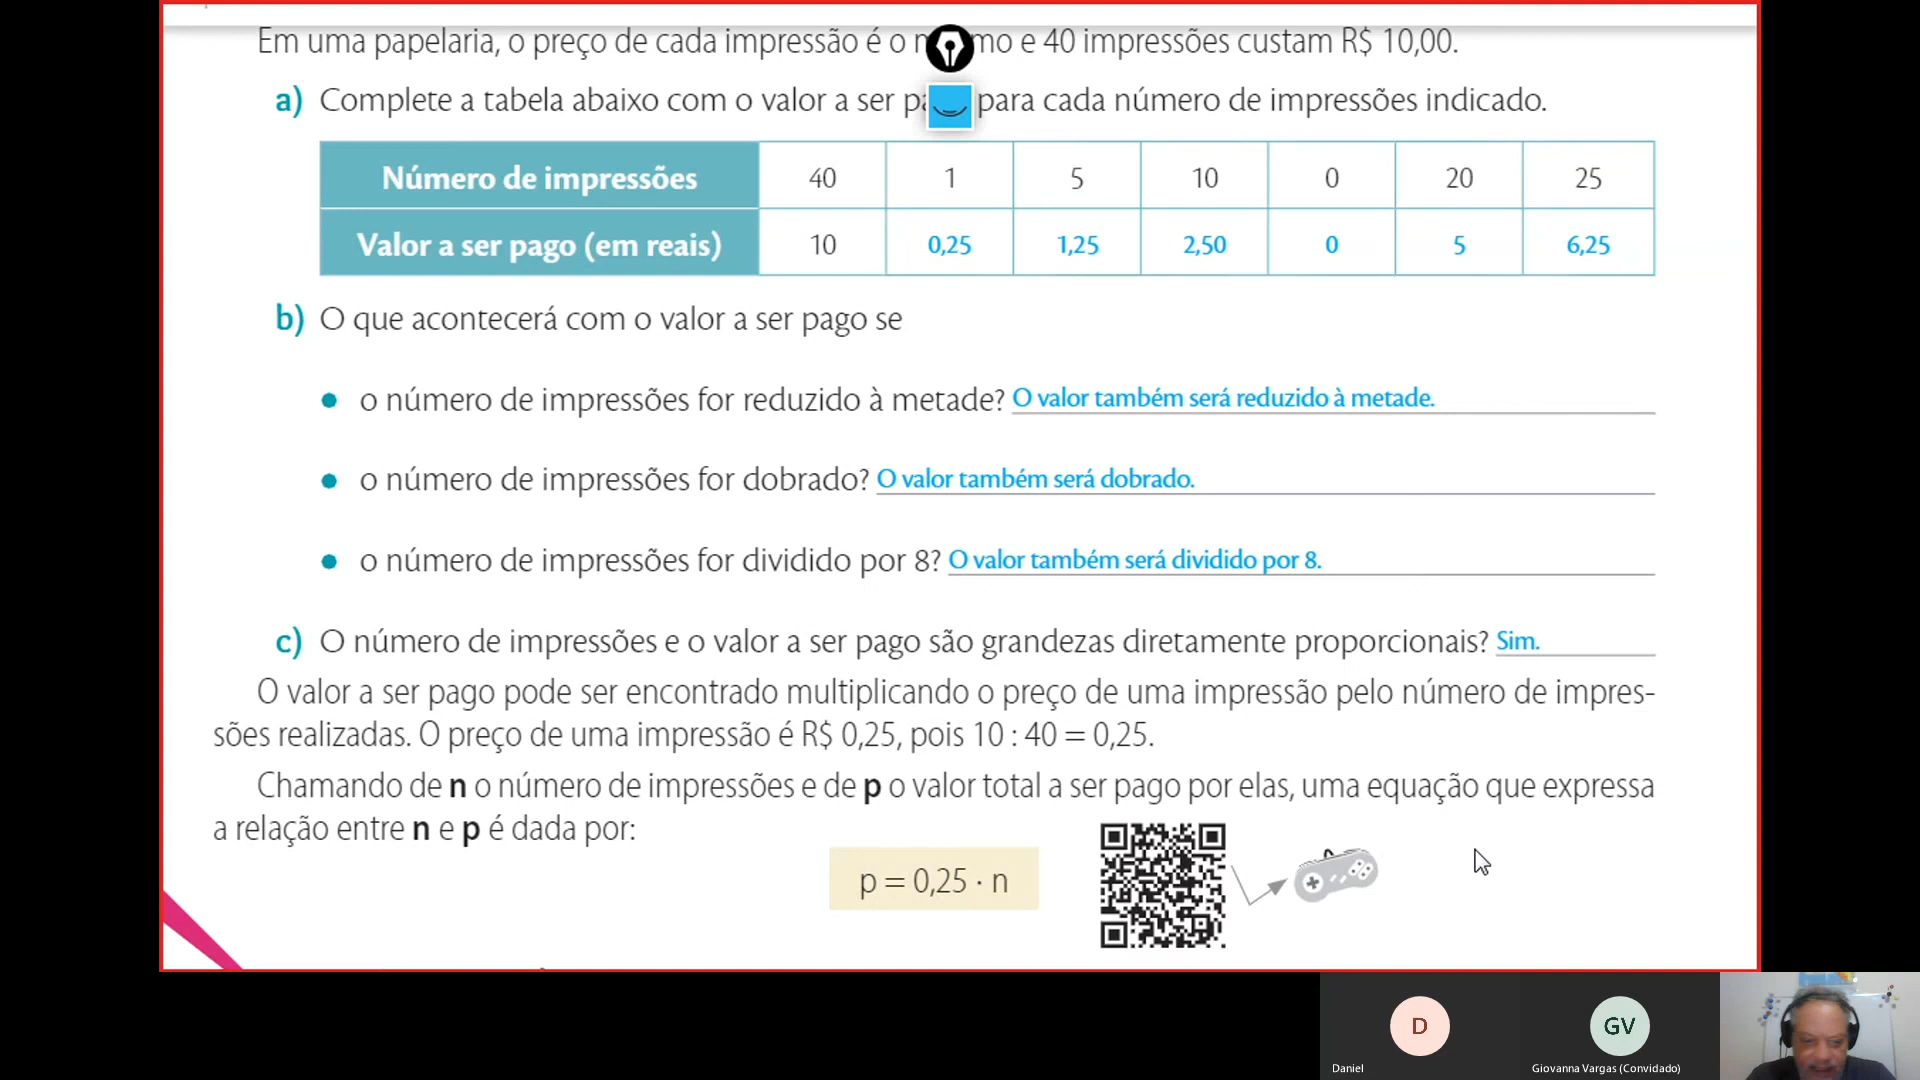 Em uma papelaria, o preço de cada impressão é o mo e 40 impressões custam R$ 10,00.
a) Complete a tabela abaixo com o valor a ser para cada número de impressões indicado.
Número de impressões 40 1 5 10 0 20 25
Valor a ser pago (em reais) 10 0,25 1,25 2,50 0 5 6,25
b) O que acontecerá com o valor a ser pago se
• o número de impressões for reduzido à metade? O valor também será reduzido à metade.
• o número de impressões for dobrado? O valor também será dobrado.
• o número de impressões for dividido por 8? O valor também será dividido por 8.
c) O número de impressões e o valor a ser pago são grandezas diretamente proporcionais? Sim.
O valor a ser pago pode ser encontrado multiplicando o preço de uma impressão pelo número de impres-
sões realizadas. O preço de uma impressão é R$ 0,25, pois 10 : 40 = 0,25.
Chamando de n o número de impressões e de p o valor total a ser pago por elas, uma equação que expressa
a relação entre n e p é dada por:
p = 0,25 · n
D
GV
Daniel
Giovanna Vargas (Convidado)